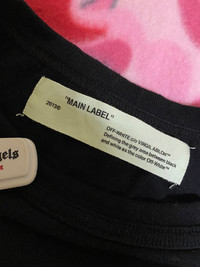 "MAIN LABEL"
2013®
OFF-WHITE c/o VIRGIL ABLOH™
Defining the grey area between black
and white as the color Off-White™
gels